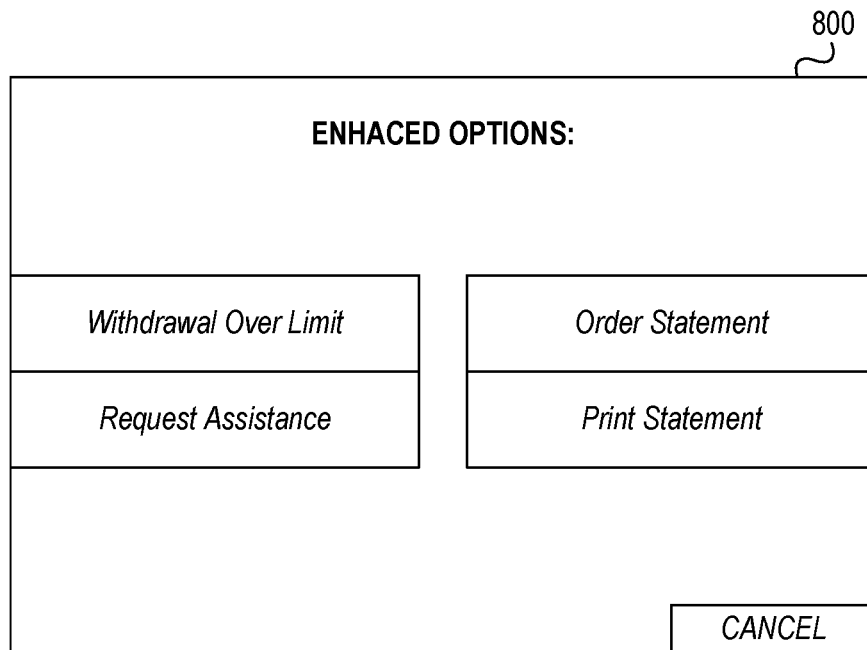 800
ENHACED OPTIONS:
Withdrawal Over Limit
Order Statement
Request Assistance
Print Statement
CANCEL